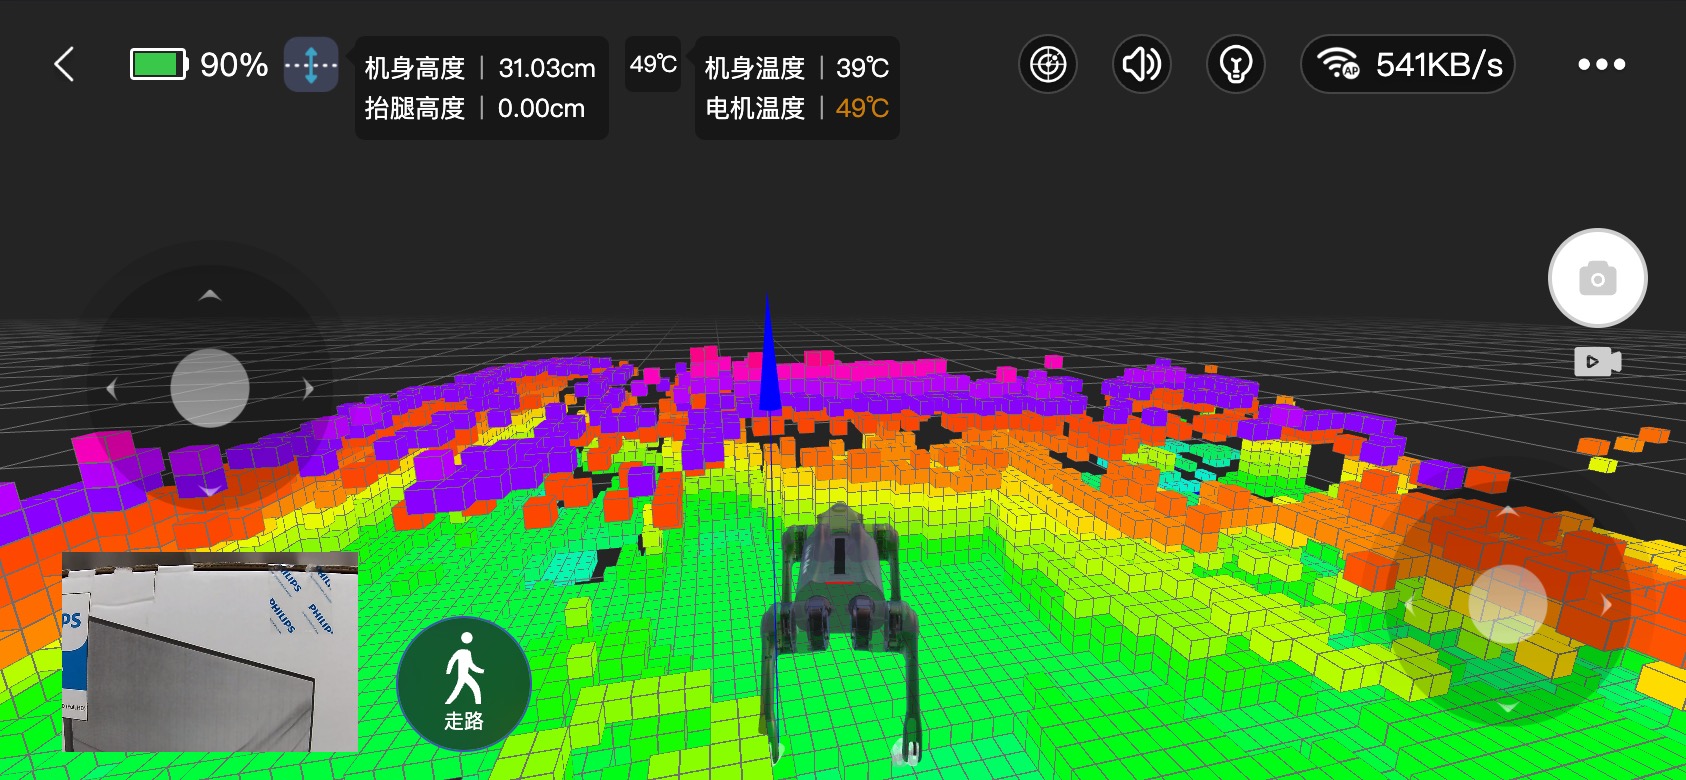 90%
机身高度 | 31.03cm
抬腿高度 | 0.00cm
49℃
机身温度 | 39℃
电机温度 | 49℃
AP
541KB/s
PHILIPS
PHILIPS
PS
走路